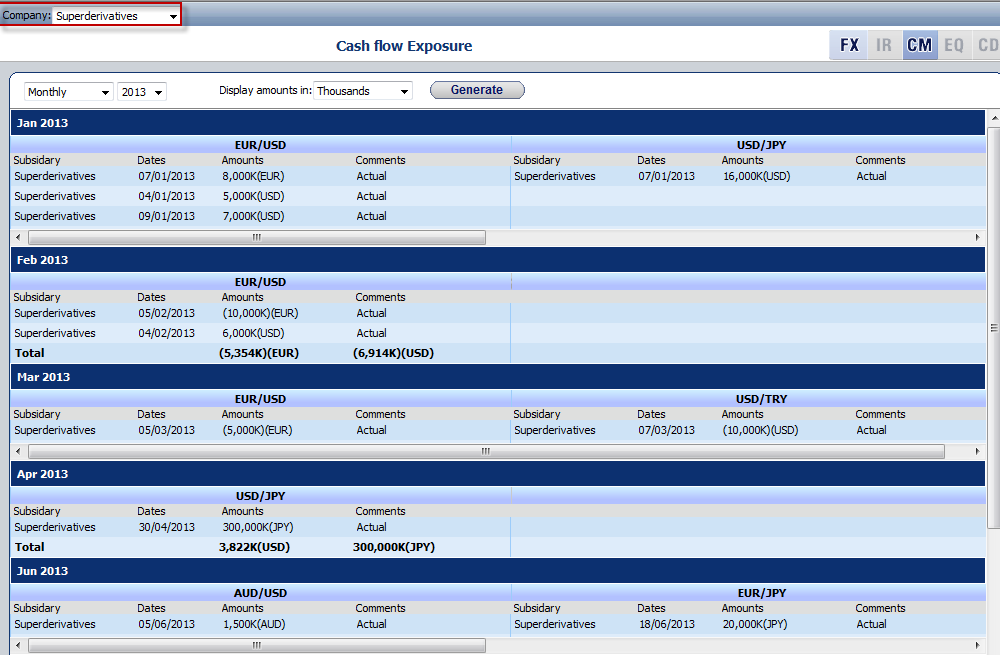 Company: Superderivatives
Cash flow Exposure
FX IR CM EQ CD
Monthly 2013 Display amounts in: Thousands Generate
Jan 2013
EUR/USD USD/JPY
Subsidary Dates Amounts Comments Subsidary Dates Amounts Comments
Superderivatives 07/01/2013 8,000K(EUR) Actual Superderivatives 07/01/2013 16,000K(USD) Actual
Superderivatives 04/01/2013 5,000K(USD) Actual
Superderivatives 09/01/2013 7,000K(USD) Actual
Feb 2013
EUR/USD
Subsidary Dates Amounts Comments
Superderivatives 05/02/2013 (10,000K)(EUR) Actual
Superderivatives 04/02/2013 6,000K(USD) Actual
Total (5,354K)(EUR) (6,914K)(USD)
Mar 2013
EUR/USD USD/TRY
Subsidary Dates Amounts Comments Subsidary Dates Amounts Comments
Superderivatives 05/03/2013 (5,000K)(EUR) Actual Superderivatives 07/03/2013 (10,000K)(USD) Actual
Apr 2013
USD/JPY
Subsidary Dates Amounts Comments
Superderivatives 30/04/2013 300,000K(JPY) Actual
Total 3,822K(USD) 300,000K(JPY)
Jun 2013
AUD/USD EUR/JPY
Subsidary Dates Amounts Comments Subsidary Dates Amounts Comments
Superderivatives 05/06/2013 1,500K(AUD) Actual Superderivatives 18/06/2013 20,000K(JPY) Actual